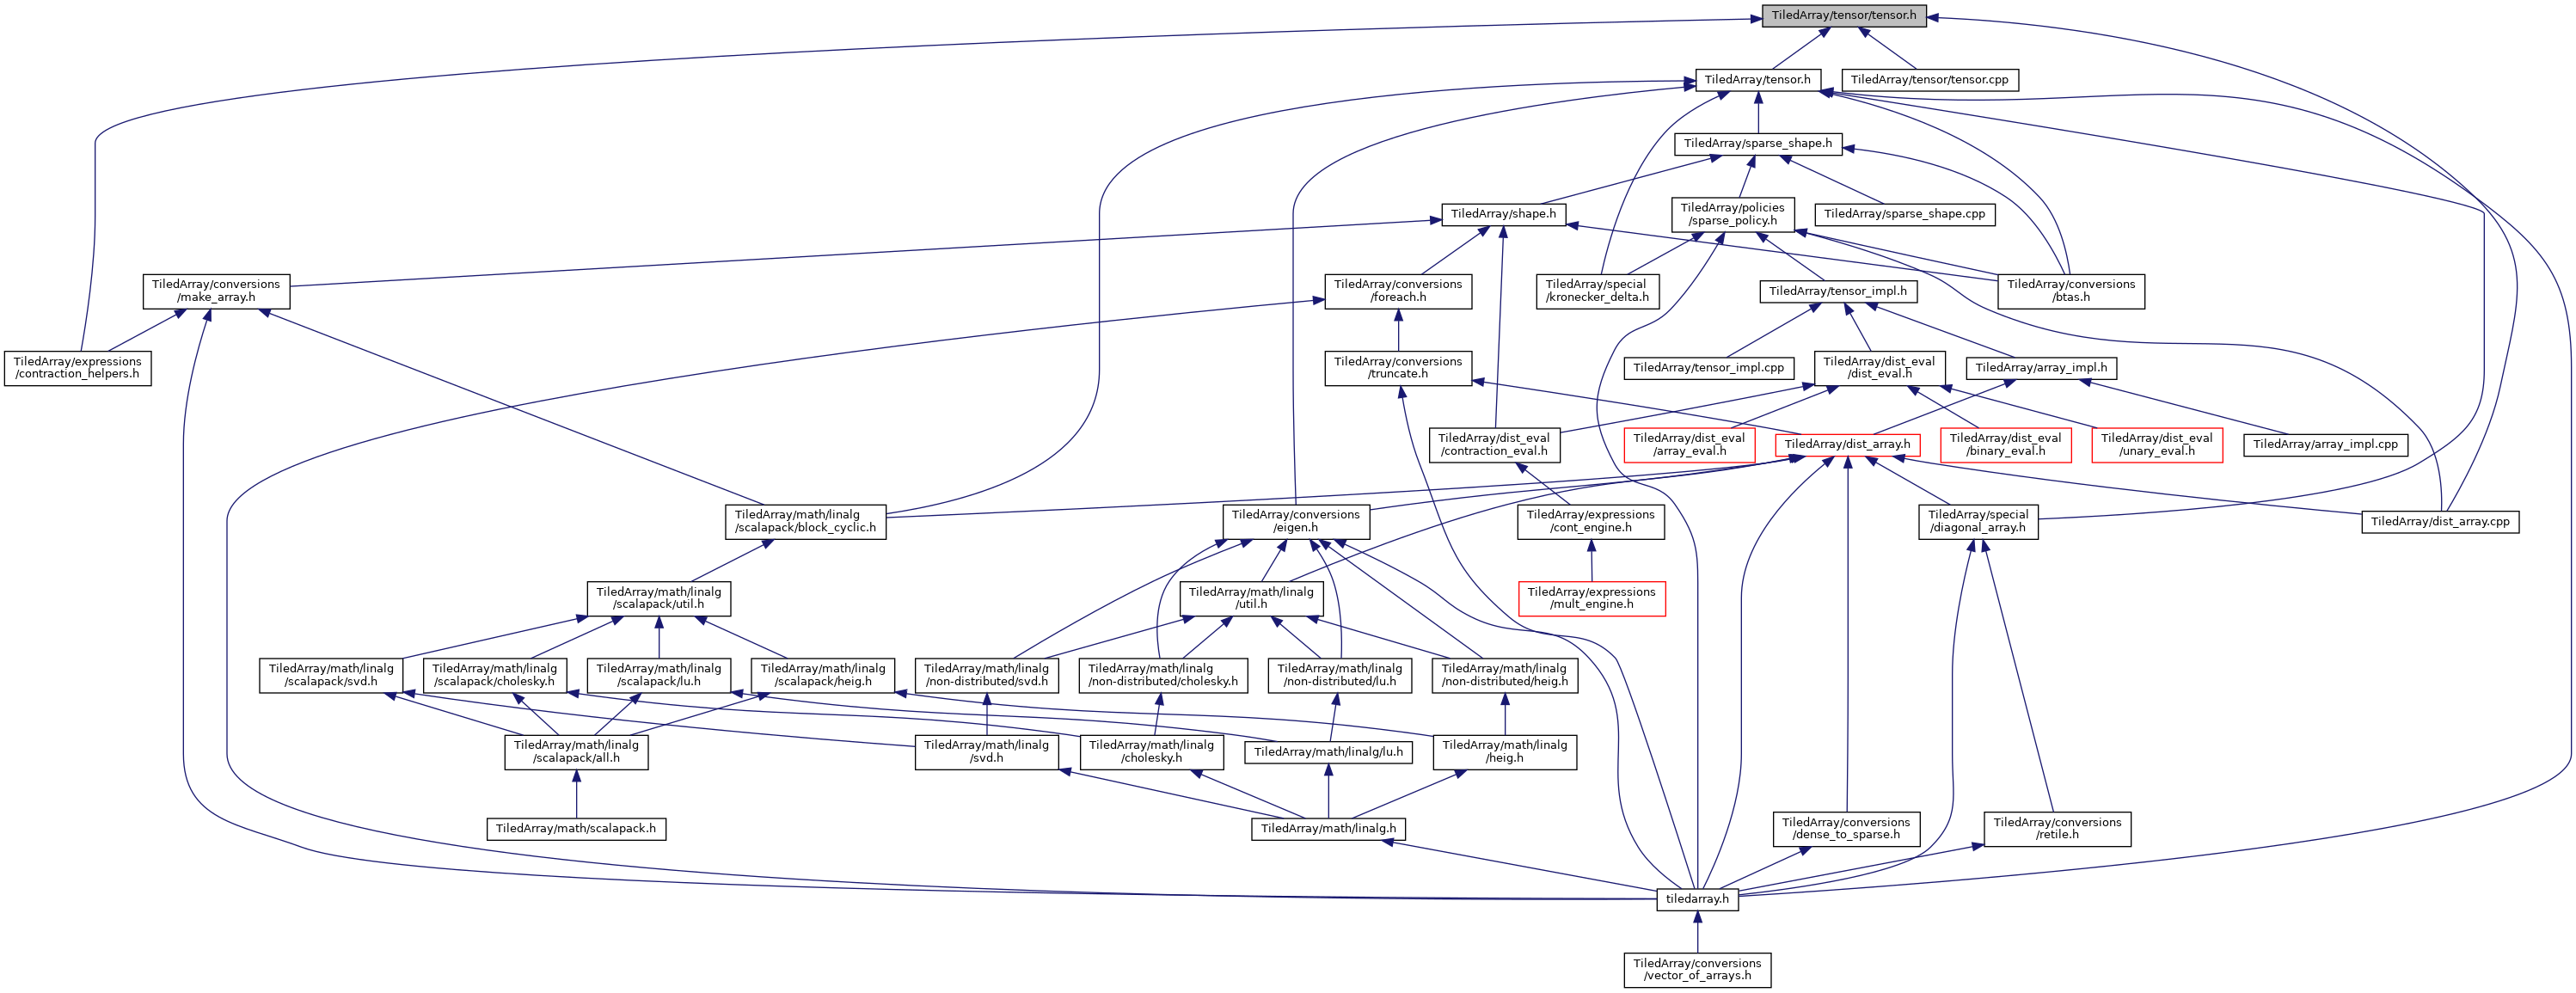 TiledArray/tensor/tensor.h
TiledArray/tensor.h
TiledArray/tensor/tensor.cpp
TiledArray/sparse_shape.h
TiledArray/shape.h
TiledArray/policies
/sparse_policy.h
TiledArray/sparse_shape.cpp
TiledArray/conversions
/make_array.h
TiledArray/conversions
/foreach.h
TiledArray/special
/kronecker_delta.h
TiledArray/tensor_impl.h
TiledArray/conversions
/btas.h
TiledArray/expressions
/contraction_helpers.h
TiledArray/conversions
/truncate.h
TiledArray/tensor_impl.cpp
TiledArray/dist_eval
/dist_eval.h
TiledArray/array_impl.h
TiledArray/dist_eval
/contraction_eval.h
TiledArray/dist_eval
/array_eval.h
TiledArray/dist_array.h
TiledArray/dist_eval
/binary_eval.h
TiledArray/dist_eval
/unary_eval.h
TiledArray/array_impl.cpp
TiledArray/math/linalg
/scalapack/block_cyclic.h
TiledArray/conversions
/eigen.h
TiledArray/expressions
/cont_engine.h
TiledArray/special
/diagonal_array.h
TiledArray/dist_array.cpp
TiledArray/math/linalg
/scalapack/util.h
TiledArray/math/linalg
/util.h
TiledArray/expressions
/mult_engine.h
TiledArray/math/linalg
/scalapack/svd.h
TiledArray/math/linalg
/scalapack/cholesky.h
TiledArray/math/linalg
/scalapack/lu.h
TiledArray/math/linalg
/scalapack/heig.h
TiledArray/math/linalg
/non-distributed/svd.h
TiledArray/math/linalg
/non-distributed/cholesky.h
TiledArray/math/linalg
/non-distributed/lu.h
TiledArray/math/linalg
/non-distributed/heig.h
TiledArray/math/linalg
/scalapack/all.h
TiledArray/math/linalg
/svd.h
TiledArray/math/linalg
/cholesky.h
TiledArray/math/linalg/lu.h
TiledArray/math/linalg
/heig.h
TiledArray/math/scalapack.h
TiledArray/math/linalg.h
TiledArray/conversions
/dense_to_sparse.h
TiledArray/conversions
/retile.h
tiledarray.h
TiledArray/conversions
/vector_of_arrays.h